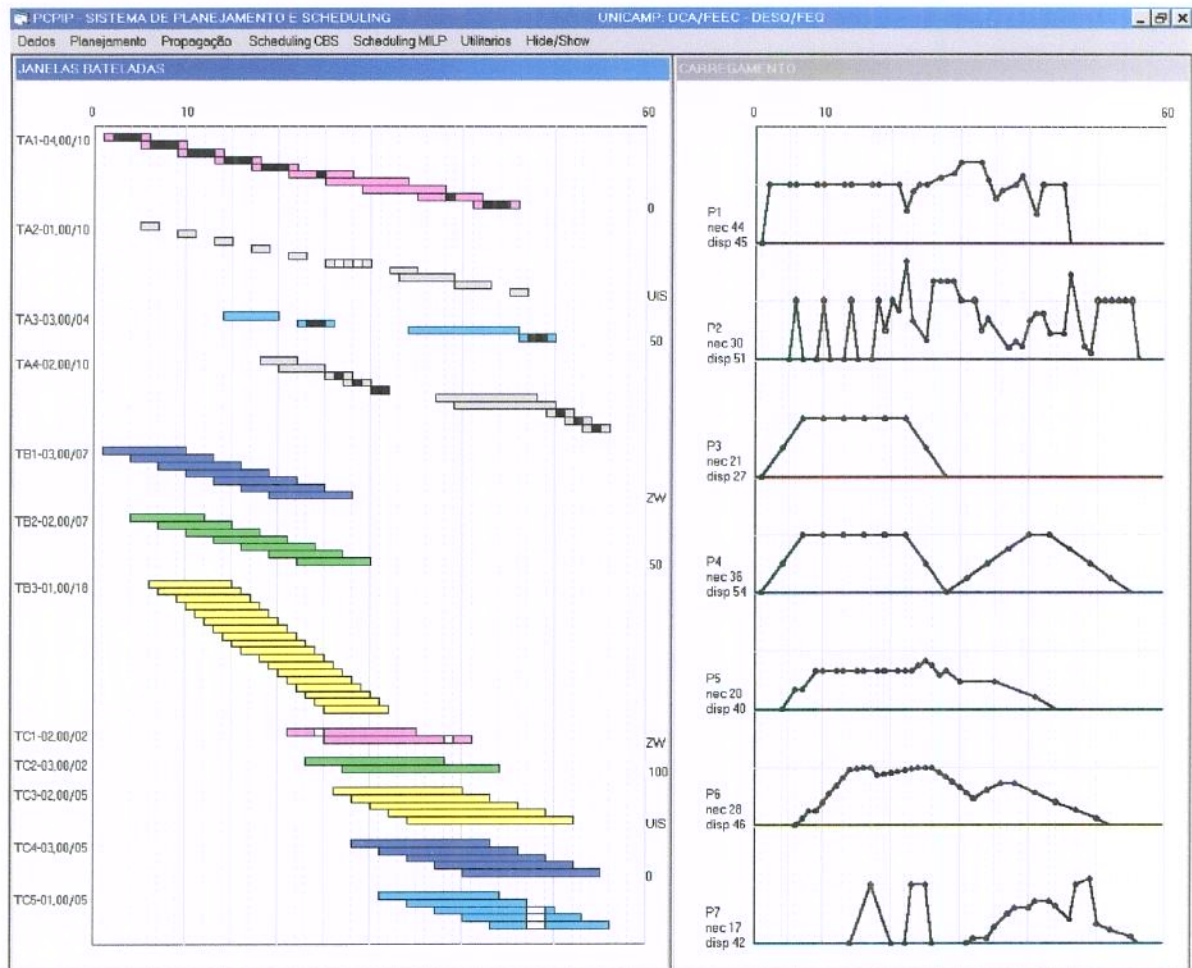 PCPIP - SISTEMA DE PLANEJAMENTO E SCHEDULING UNICAMP: DCA/FEEC - DESQ/FEQ
Dados Planejamento Propagação Scheduling CBS Scheduling MILP Utilitarios Hide/Show
JANELAS BATELADAS
0 10 60
TA1-04,00/10
0
TA2-01,00/10
UIS
TA3-03,00/04
50
TA4-02,00/10
TB1-03,00/07
ZW
TB2-02,00/07
50
TB3-01,00/18
TC1-02,00/02
ZW
TC2-03,00/02
100
TC3-02,00/05
UIS
TC4-03,00/05
0
TC5-01,00/05
CARREGAMENTO
0 10 60
P1
nec 44
disp 45
P2
nec 30
disp 51
P3
nec 21
disp 27
P4
nec 36
disp 54
P5
nec 20
disp 40
P6
nec 28
disp 46
P7
nec 17
disp 42